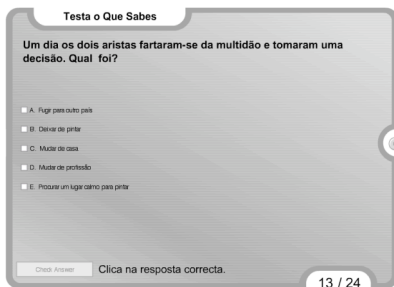 Testa o Que Sabes
Um dia os dois aristas fartaram-se da multidão e tomaram uma
decisão. Qual foi?
A. Fugir para outro país
B. Deixar de pintar
C. Mudar de casa
D. Mudar de profissão
E. Procurar um lugar calmo para pintar
Check Answer
Clica na resposta correcta.
13 / 24